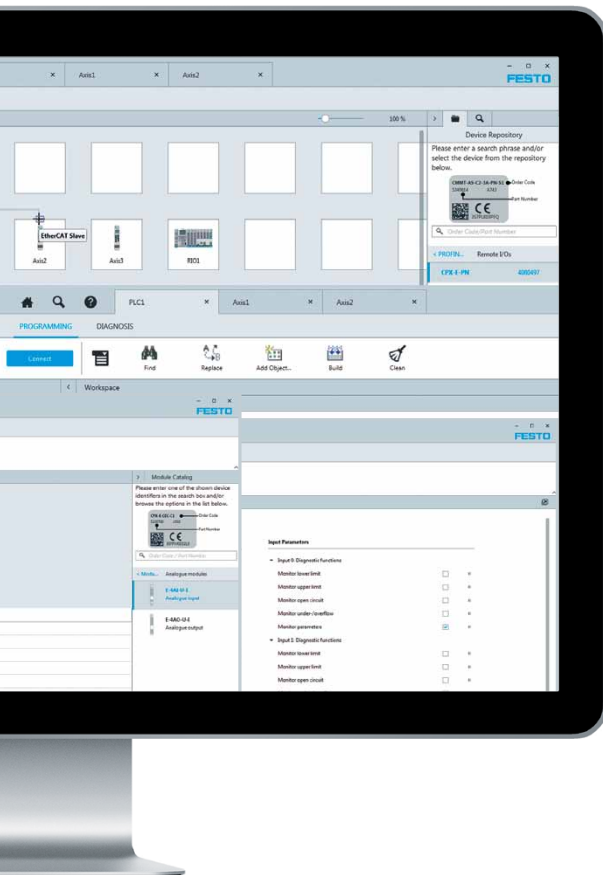 Axis1
Axis2
FESTO
100 %
Device Repository
Please enter a search phrase and/or
select the device from the repository
below.
Order Code
Part Number
Order Code/Part Number
< PROFIN... Remote I/Os
CPX-E-PN 4080497
EtherCAT Slave
Axis2
Axis3
RIO1
PLC1
Axis1
Axis2
PROGRAMMING
DIAGNOSIS
Connect
Find
Replace
Add Object...
Build
Clean
Workspace
FESTO
FESTO
Module Catalog
Please enter one of the shown device
identifiers in the search box and/or
browse the options in the list below.
Order Code
Part Number
Order Code / Part Number
< Modu... Analogue modules
E-4AI-U-I
Analogue input
E-4AO-U-I
Analogue output
Input Parameters
Input 0: Diagnostic functions
Monitor lower limit
Monitor upper limit
Monitor open circuit
Monitor under-/overflow
Monitor parameters
Input 1: Diagnostic functions
Monitor lower limit
Monitor upper limit
Monitor open circuit